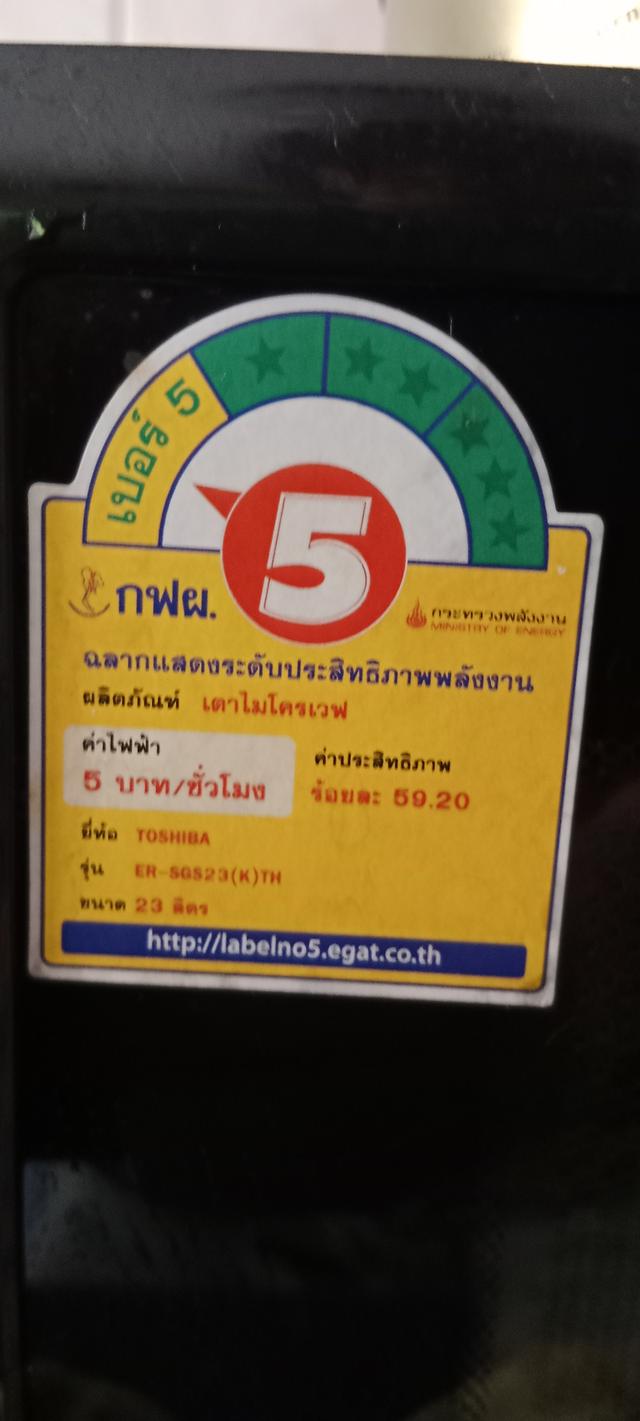 เบอร์ 5
5
กฟผ.
กระทรวงพลังงาน
MINISTRY OF ENERGY
ฉลากแสดงระดับประสิทธิภาพพลังงาน
ผลิตภัณฑ์ เตาไมโครเวฟ
ค่าไฟฟ้า
5 บาท/ชั่วโมง
ค่าประสิทธิภาพ
ร้อยละ 59.20
ยี่ห้อ TOSHIBA
รุ่น ER-SGS23(K)TH
ขนาด 23 ลิตร
http://labelno5.egat.co.th